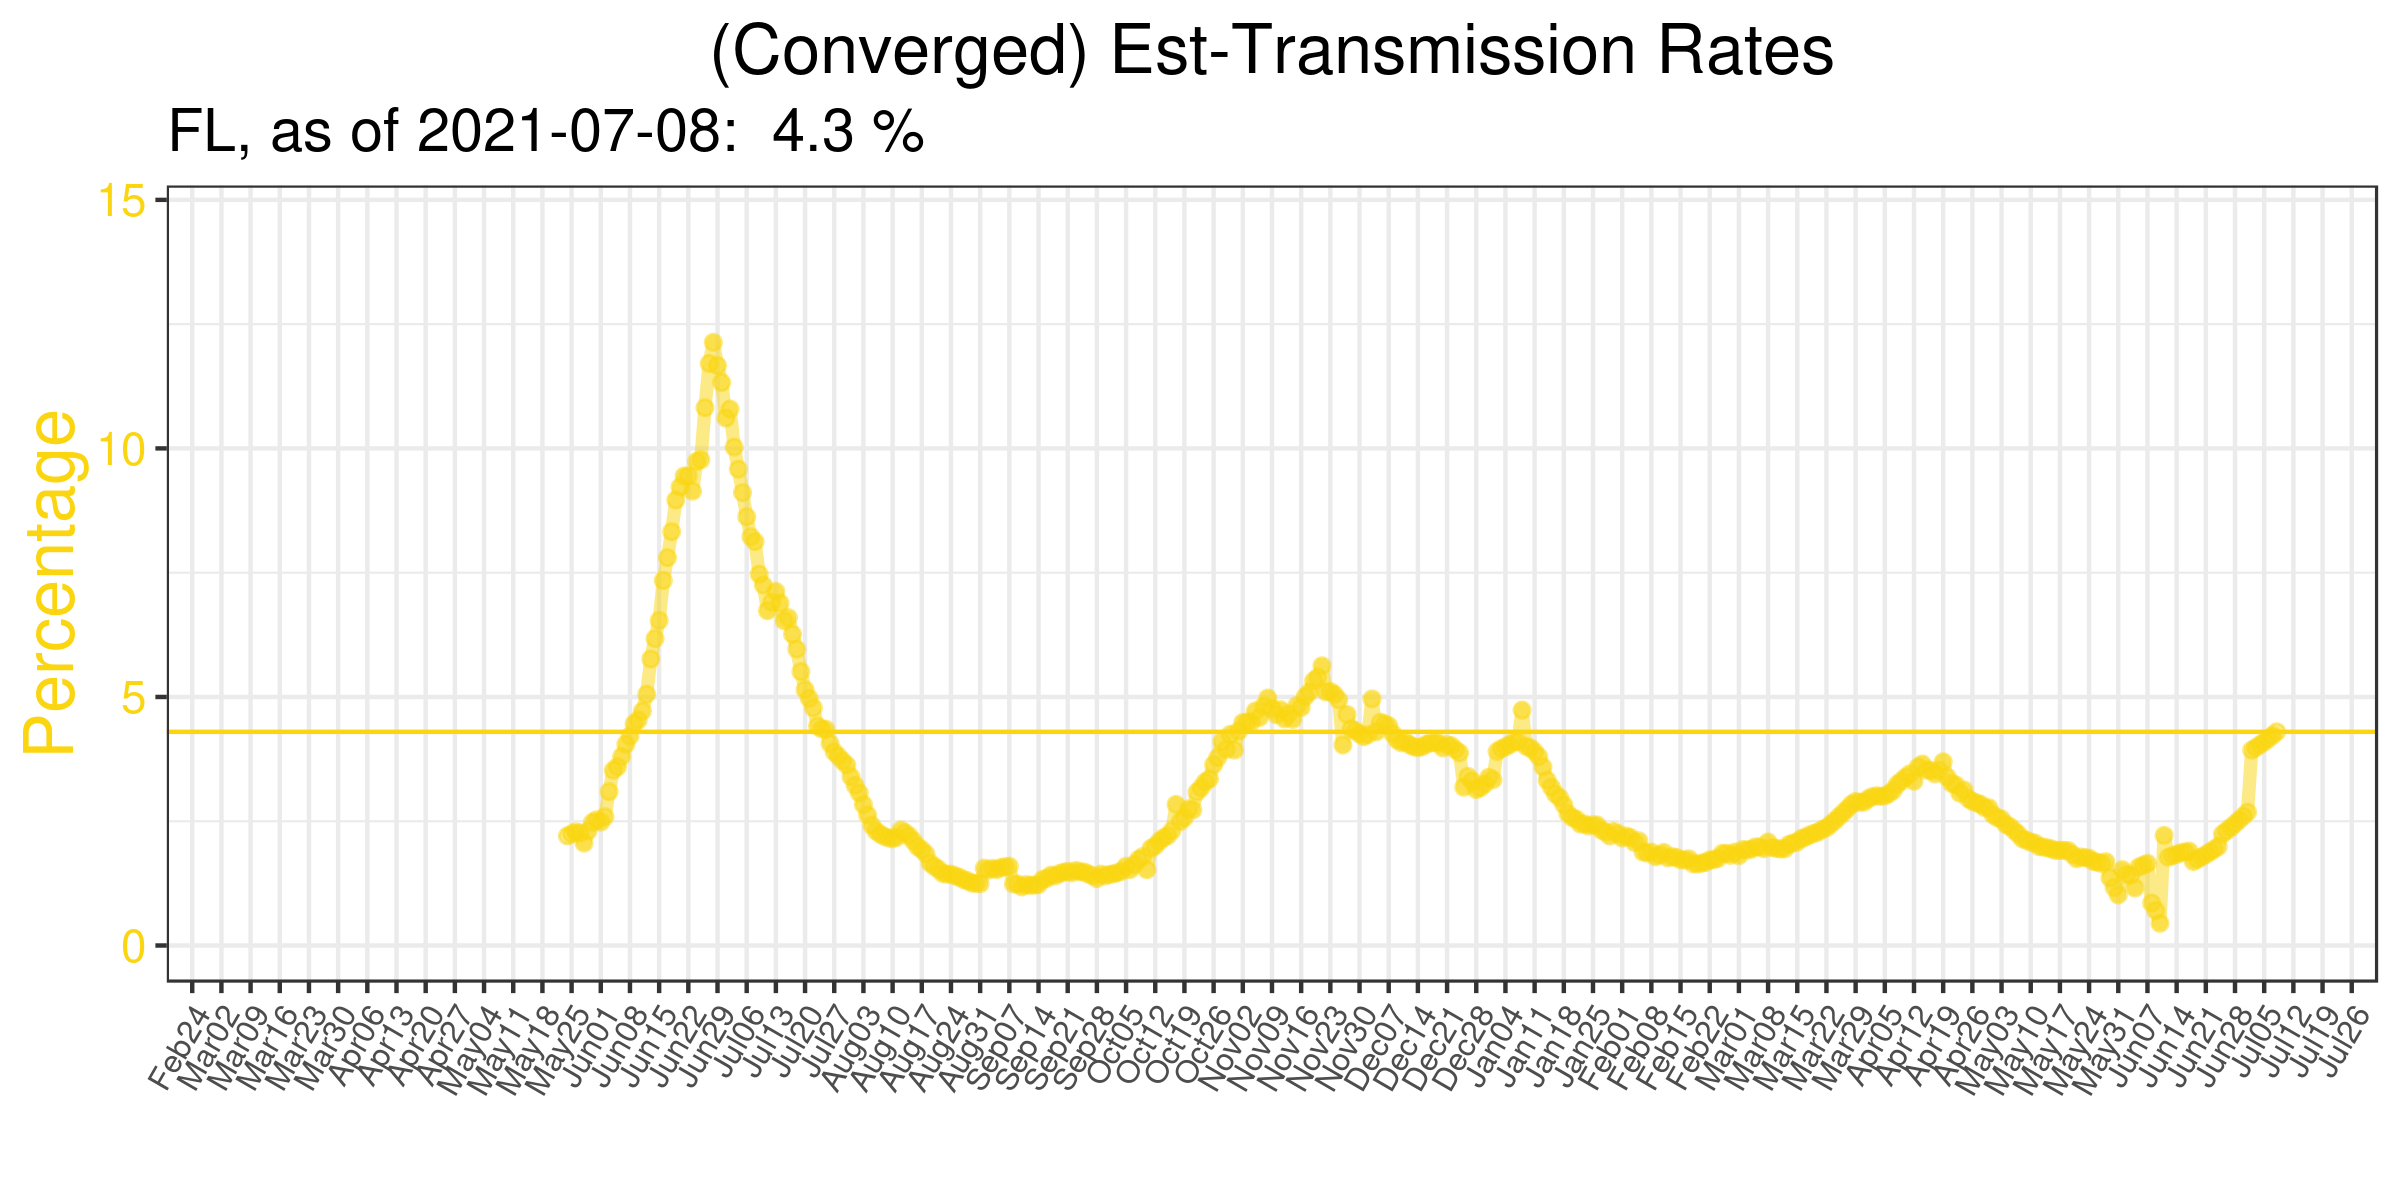 (Converged) Est-Transmission Rates
FL, as of 2021-07-08:  4.3 %
Percentage
15
10
5
0
Feb24
Mar02
Mar09
Mar16
Mar23
Mar30
Apr06
Apr13
Apr20
Apr27
May04
May11
May18
May25
Jun01
Jun08
Jun15
Jun22
Jun29
Jul06
Jul13
Jul20
Jul27
Aug03
Aug10
Aug17
Aug24
Aug31
Sep07
Sep14
Sep21
Sep28
Oct05
Oct12
Oct19
Oct26
Nov02
Nov09
Nov16
Nov23
Nov30
Dec07
Dec14
Dec21
Dec28
Jan04
Jan11
Jan18
Jan25
Feb01
Feb08
Feb15
Feb22
Mar01
Mar08
Mar15
Mar22
Mar29
Apr05
Apr12
Apr19
Apr26
May03
May10
May17
May24
May31
Jun07
Jun14
Jun21
Jun28
Jul05
Jul12
Jul19
Jul26